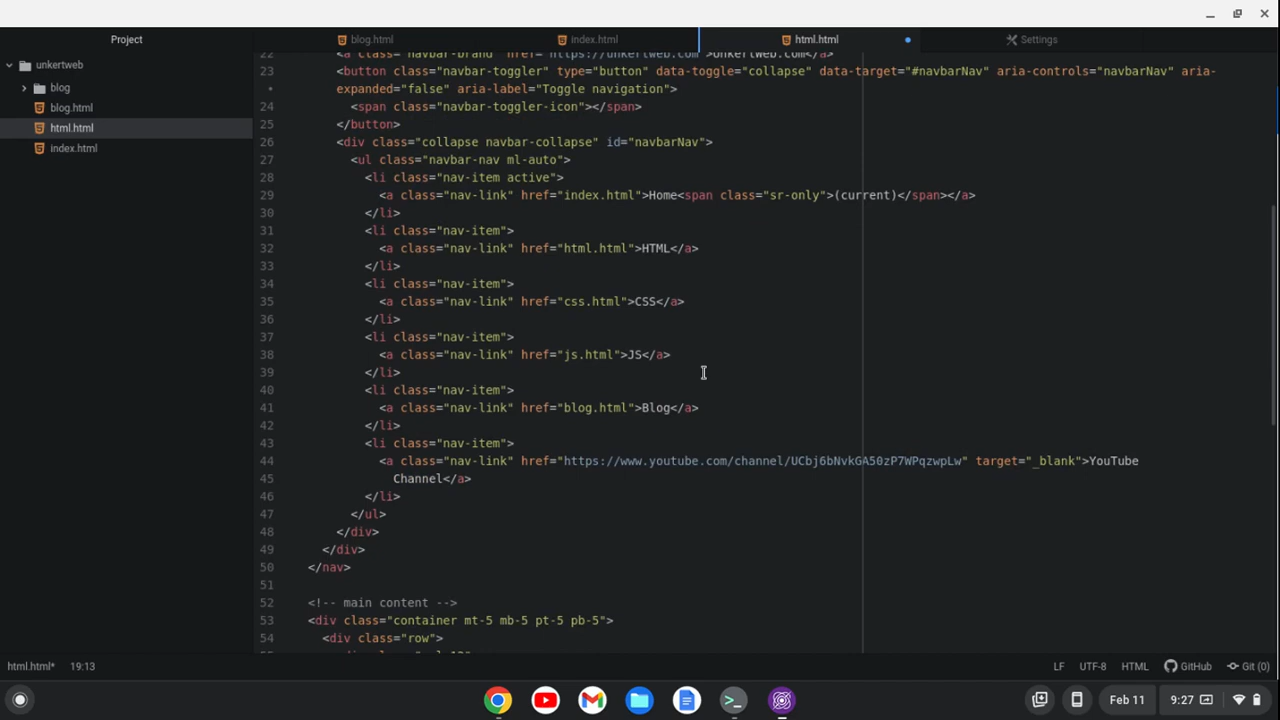 Project
blog.html
index.html
html.html
Settings
unkertweb
blog
blog.html
html.html
index.html
22 <a class="navbar-brand" href="https://unkertweb.com">UnkertWeb.com</a>
23 <button class="navbar-toggler" type="button" data-toggle="collapse" data-target="#navbarNav" aria-controls="navbarNav" aria-
• expanded="false" aria-label="Toggle navigation">
24 <span class="navbar-toggler-icon"></span>
25 </button>
26 <div class="collapse navbar-collapse" id="navbarNav">
27 <ul class="navbar-nav ml-auto">
28 <li class="nav-item active">
29 <a class="nav-link" href="index.html">Home<span class="sr-only">(current)</span></a>
30 </li>
31 <li class="nav-item">
32 <a class="nav-link" href="html.html">HTML</a>
33 </li>
34 <li class="nav-item">
35 <a class="nav-link" href="css.html">CSS</a>
36 </li>
37 <li class="nav-item">
38 <a class="nav-link" href="js.html">JS</a>
39 </li>
40 <li class="nav-item">
41 <a class="nav-link" href="blog.html">Blog</a>
42 </li>
43 <li class="nav-item">
44 <a class="nav-link" href="https://www.youtube.com/channel/UCbj6bNvkGA50zP7WPqzwpLw" target="_blank">YouTube
45 Channel</a>
46 </li>
47 </ul>
48 </div>
49 </div>
50 </nav>
51
52 <!-- main content -->
53 <div class="container mt-5 mb-5 pt-5 pb-5">
54 <div class="row">
html.html* 19:13
LF UTF-8 HTML GitHub Git (0)
Feb 11 9:27